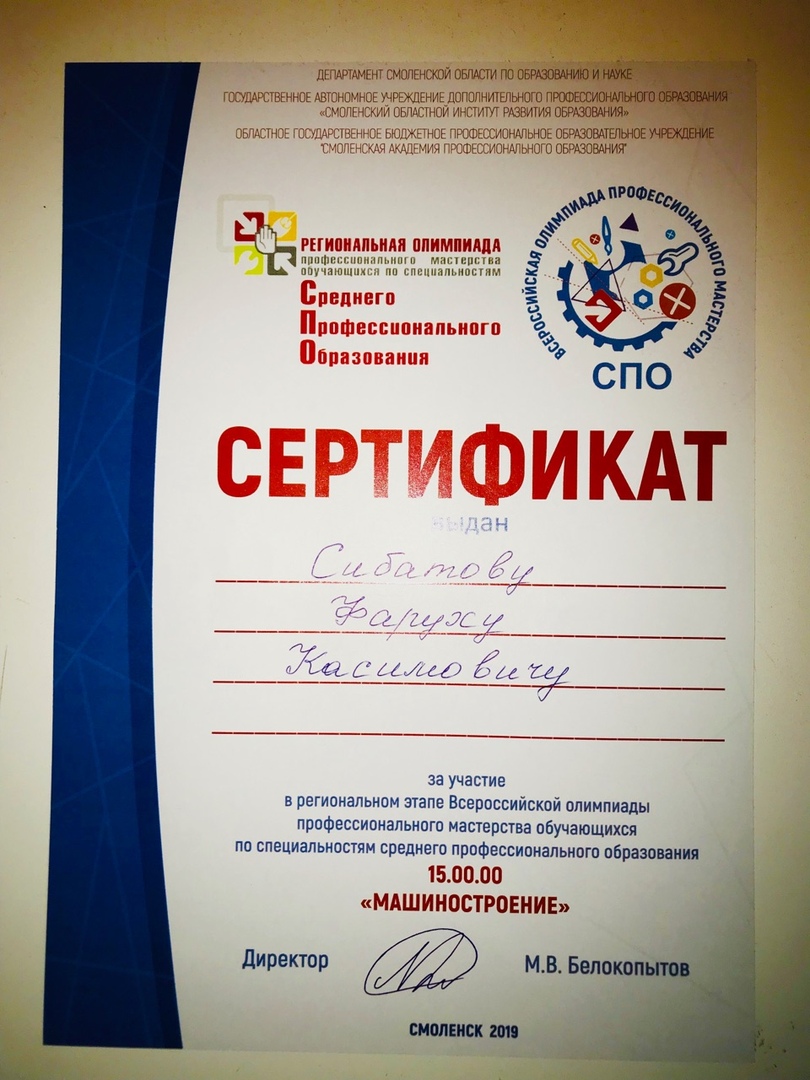 ДЕПАРТАМЕНТ СМОЛЕНСКОЙ ОБЛАСТИ ПО ОБРАЗОВАНИЮ И НАУКЕ
ГОСУДАРСТВЕННОЕ АВТОНОМНОЕ УЧРЕЖДЕНИЕ ДОПОЛНИТЕЛЬНОГО ПРОФЕССИОНАЛЬНОГО ОБРАЗОВАНИЯ
«СМОЛЕНСКИЙ ОБЛАСТНОЙ ИНСТИТУТ РАЗВИТИЯ ОБРАЗОВАНИЯ»
ОБЛАСТНОЕ ГОСУДАРСТВЕННОЕ БЮДЖЕТНОЕ ПРОФЕССИОНАЛЬНОЕ ОБРАЗОВАТЕЛЬНОЕ УЧРЕЖДЕНИЕ
"СМОЛЕНСКАЯ АКАДЕМИЯ ПРОФЕССИОНАЛЬНОГО ОБРАЗОВАНИЯ"
РЕГИОНАЛЬНАЯ ОЛИМПИАДА
профессионального мастерства
обучающихся по специальностям
Среднего
Профессионального
Образования
ВСЕРОССИЙСКАЯ ОЛИМПИАДА ПРОФЕССИОНАЛЬНОГО МАСТЕРСТВА
СПО
СЕРТИФИКАТ
выдан
Сибатову
Фаруху
Касимовичу
за участие
в региональном этапе Всероссийской олимпиады
профессионального мастерства обучающихся
по специальностям среднего профессионального образования
15.00.00
«МАШИНОСТРОЕНИЕ»
Директор М.В. Белокопытов
СМОЛЕНСК 2019